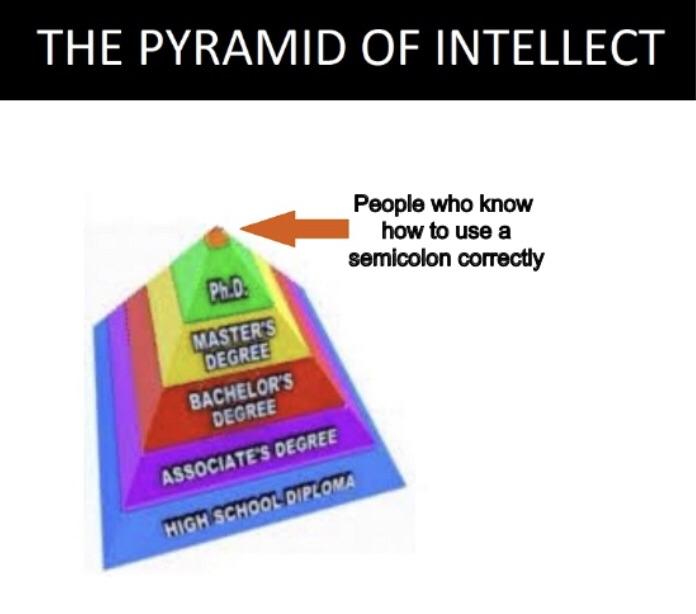 THE PYRAMID OF INTELLECT
People who know
how to use a
semicolon correctly
Ph.D.
MASTER'S
DEGREE
BACHELOR'S
DEGREE
ASSOCIATE'S DEGREE
HIGH SCHOOL DIPLOMA